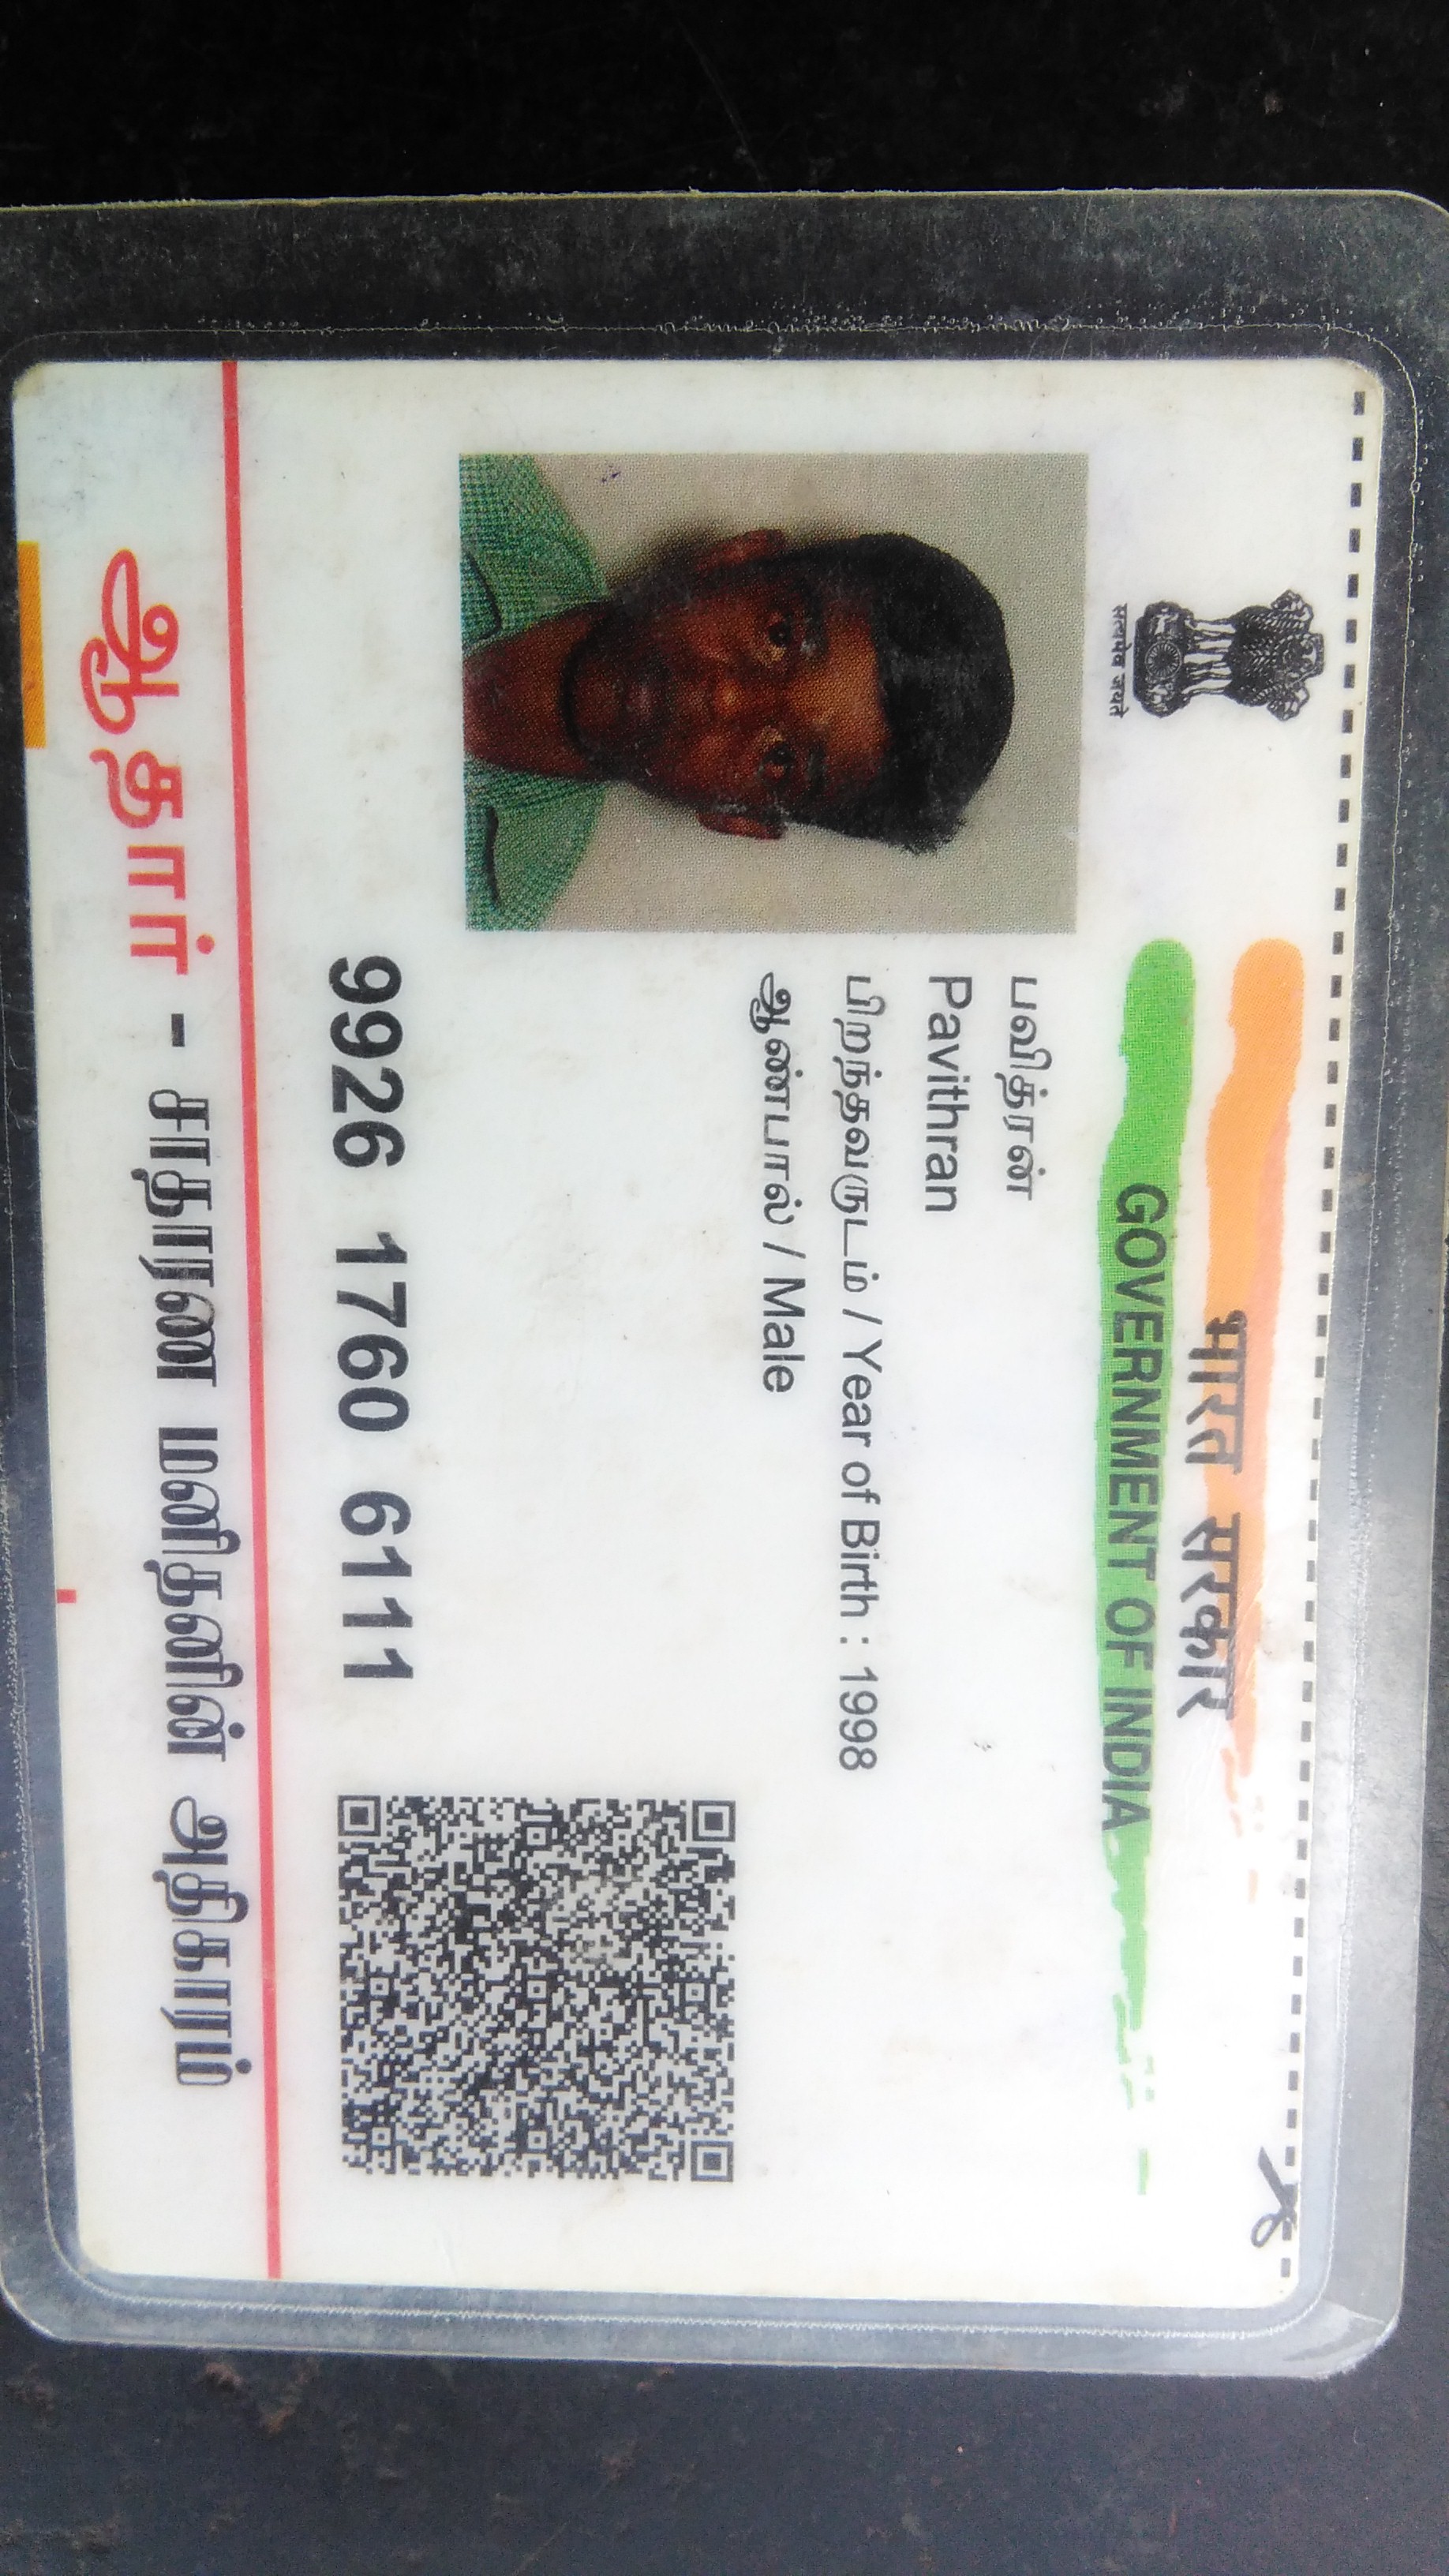 भारत सरकार
GOVERNMENT OF INDIA
सत्यमेव जयते
பவித்ரன்
Pavithran
பிறந்தவருடம் / Year of Birth : 1998
ஆண்பால் / Male
9926 1760 6111
ஆதார் - சாதாரண மனிதனின் அதிகாரம்